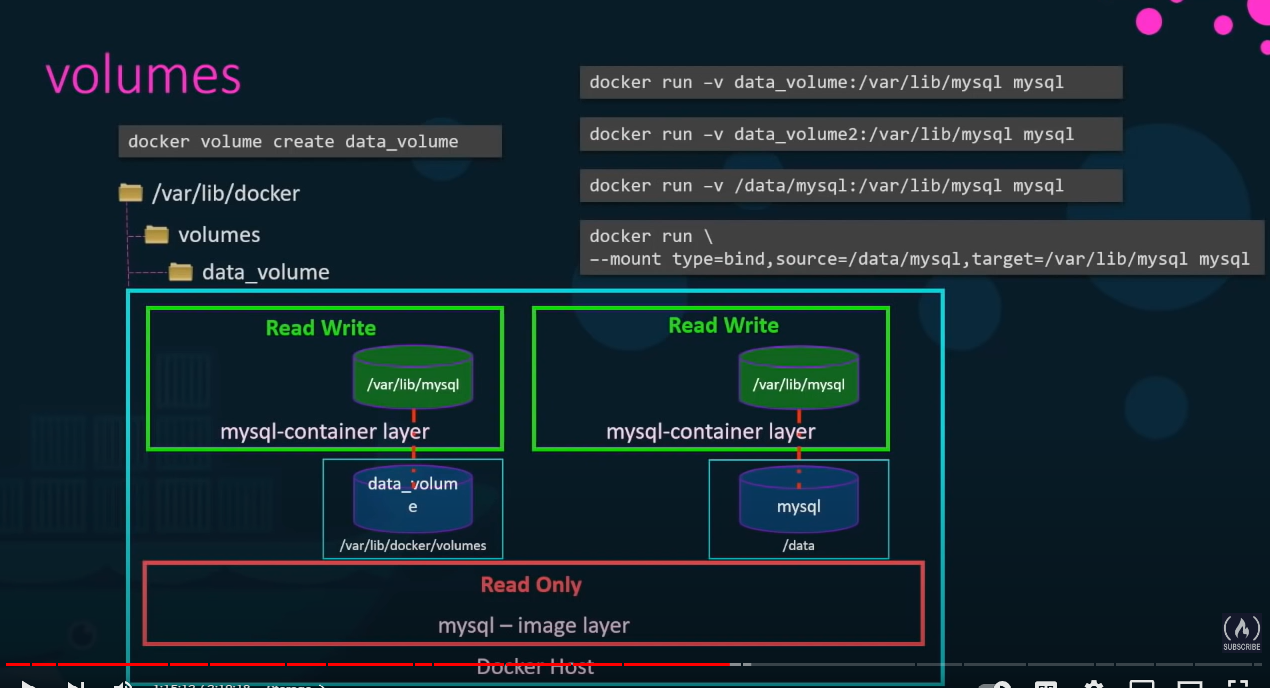 volumes
docker volume create data_volume
/var/lib/docker
volumes
data_volume
docker run –v data_volume:/var/lib/mysql mysql
docker run –v data_volume2:/var/lib/mysql mysql
docker run –v /data/mysql:/var/lib/mysql mysql
docker run \
--mount type=bind,source=/data/mysql,target=/var/lib/mysql mysql
Read Write
/var/lib/mysql
mysql-container layer
data_volum
e
/var/lib/docker/volumes
Read Write
/var/lib/mysql
mysql-container layer
mysql
/data
Read Only
mysql – image layer
Docker Host
SUBSCRIBE